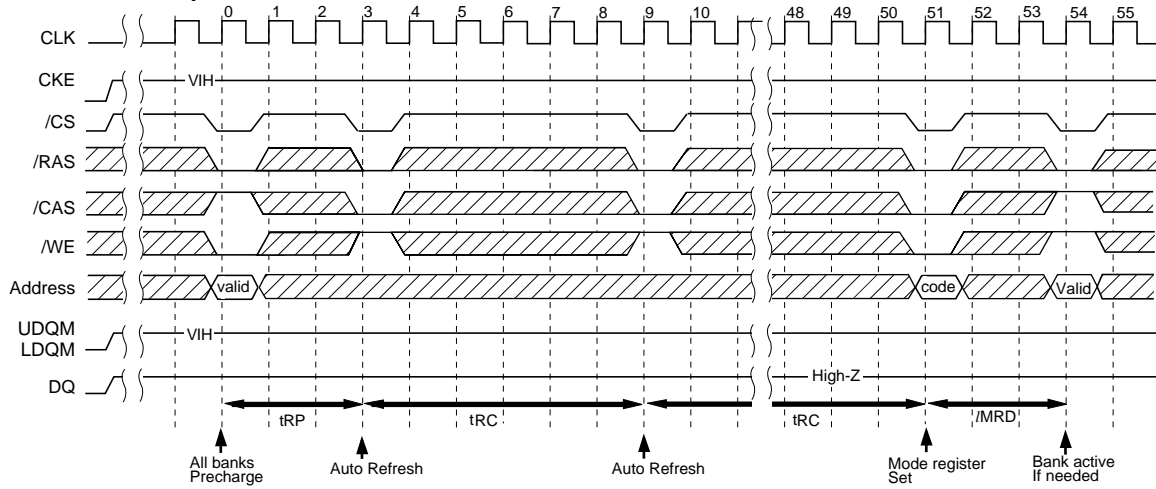 0 1 2 3 4 5 6 7 8 9 10 48 49 50 51 52 53 54 55
CLK
CKE VIH
/CS
/RAS
/CAS
/WE
Address valid code Valid
UDQM VIH
LDQM
DQ High-Z
tRP tRC tRC lMRD
All banks
Precharge
Auto Refresh
Auto Refresh
Mode register
Set
Bank active
If needed